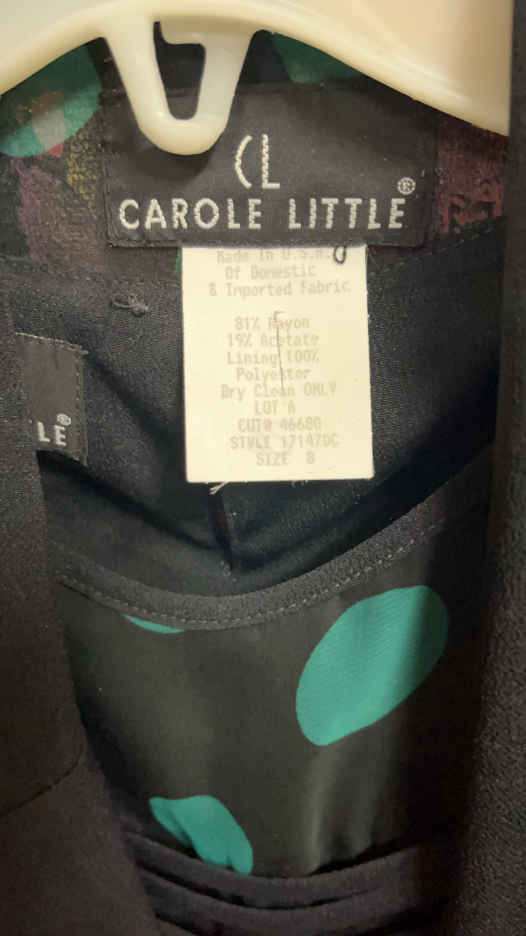 CL
CAROLE LITTLE®
Made In U.S.A.
Of Domestic
& Imported Fabric
81% Rayon
19% Acetate
Lining 100%
Polyester
Dry Clean ONLY
LOT A
CUT# 46680
STYLE 171470C
SIZE 8
LE®